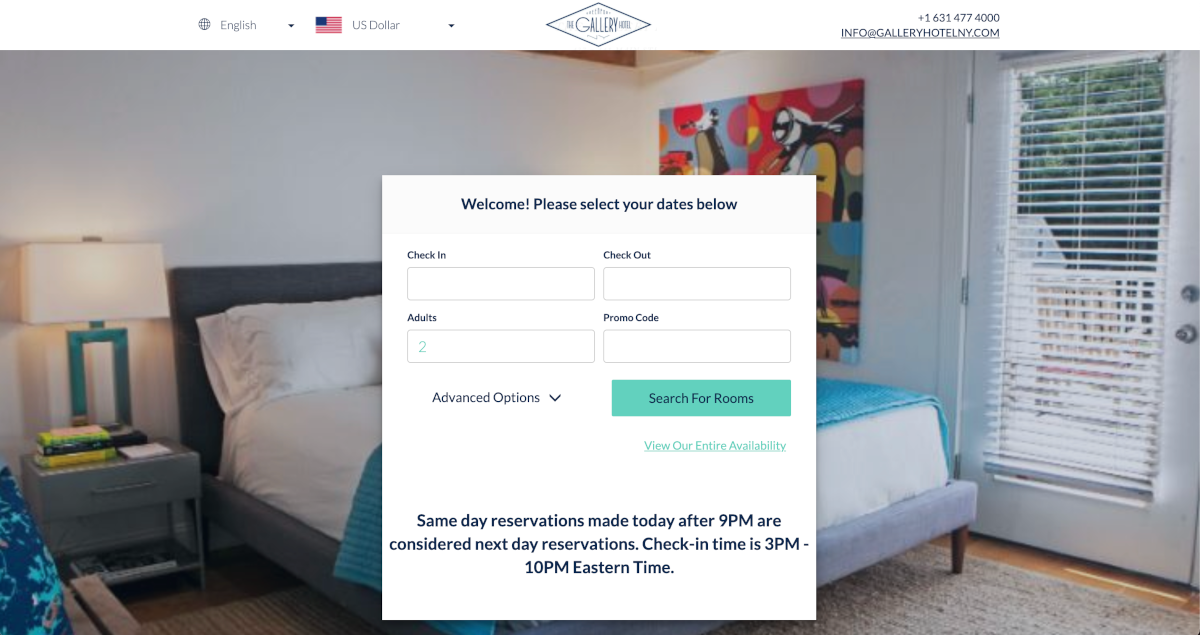 English
US Dollar
THE GALLERY HOTEL
+1 631 477 4000
INFO@GALLERYHOTELNY.COM
Welcome! Please select your dates below
Check In
Check Out
Adults
Promo Code
2
Advanced Options
Search For Rooms
View Our Entire Availability
Same day reservations made today after 9PM are
considered next day reservations. Check-in time is 3PM -
10PM Eastern Time.